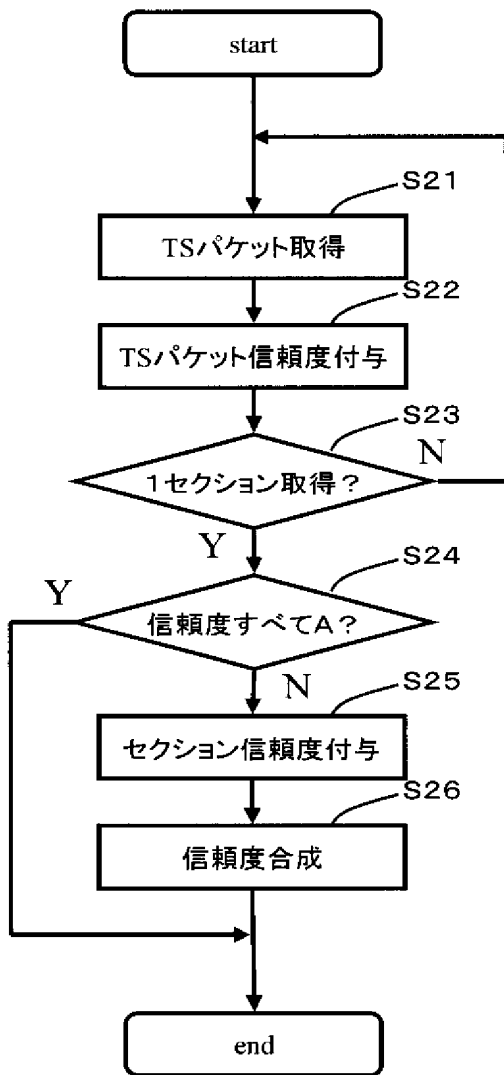 start
S21
TSパケット取得
S22
TSパケット信頼度付与
S23
1セクション取得?
N
Y
S24
Y
信頼度すべてA?
N
S25
セクション信頼度付与
S26
信頼度合成
end